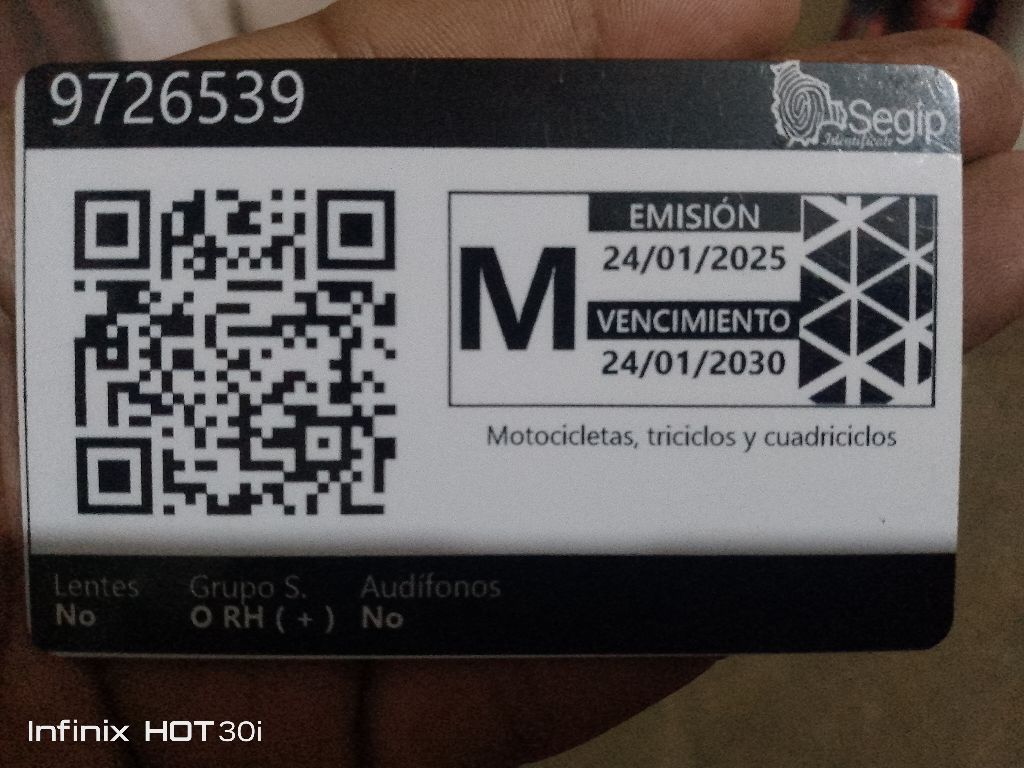 9726539
Segip
Identifícate
EMISIÓN
24/01/2025
M
VENCIMIENTO
24/01/2030
Motocicletas, triciclos y cuadriciclos
Lentes Grupo S. Audífonos
No O RH ( + ) No
Infinix HOT 30i